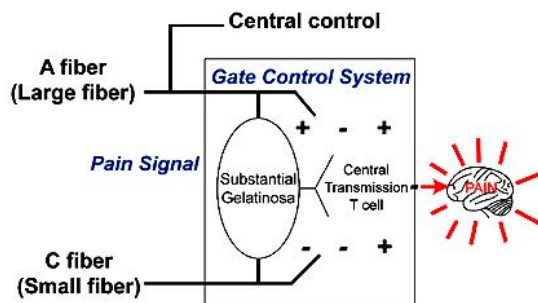 Central control
A fiber
(Large fiber)
Gate Control System
+ - +
Pain Signal
Substantial
Gelatinosa
Central
Transmission
T cell
PAIN
- - +
C fiber
(Small fiber)